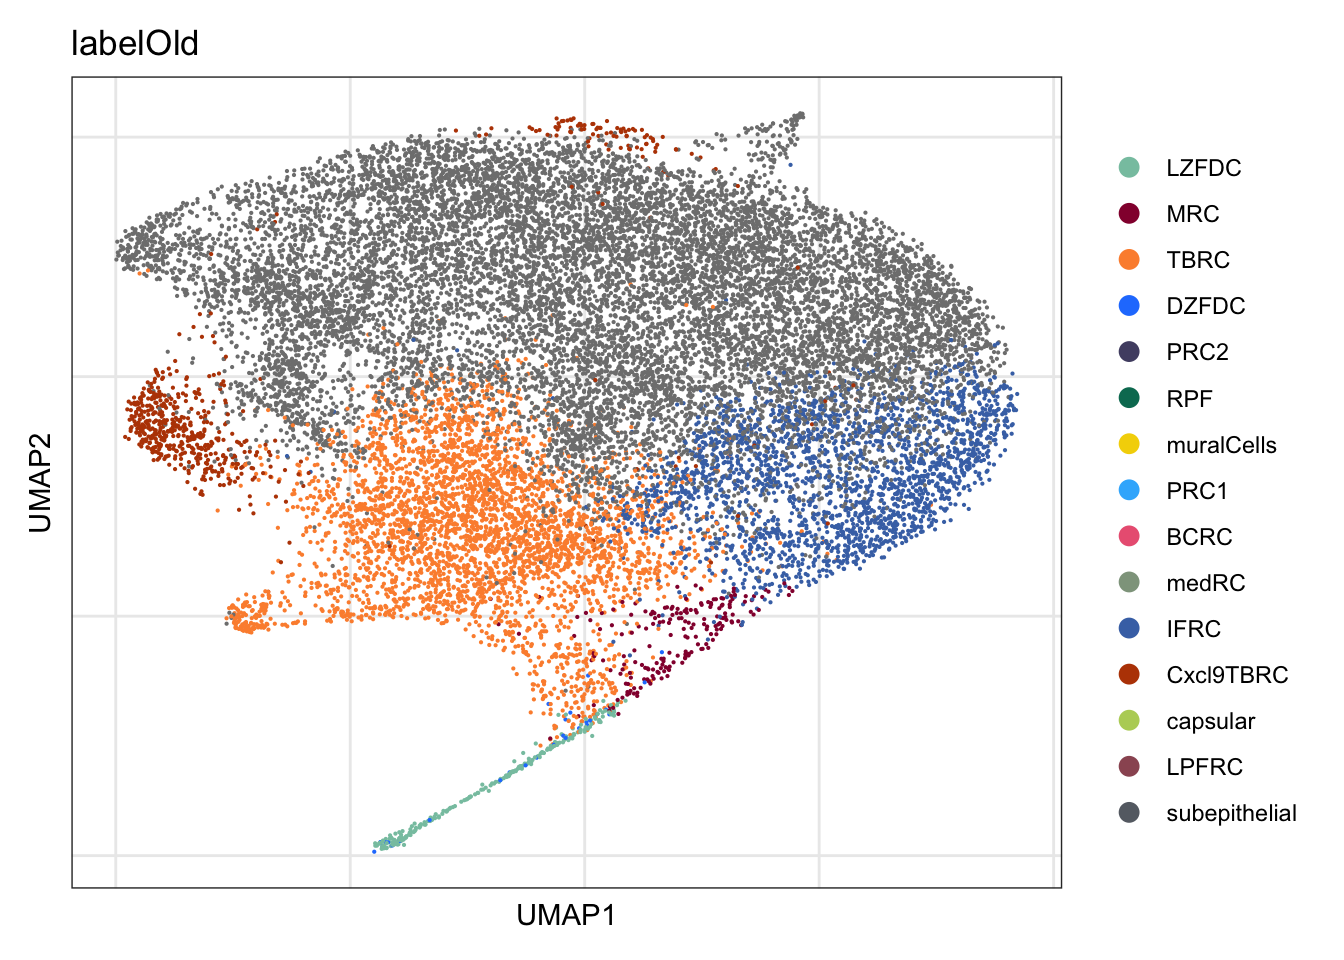 labelOld
UMAP2
UMAP1
LZFDC
MRC
TBRC
DZFDC
PRC2
RPF
muralCells
PRC1
BCRC
medRC
IFRC
Cxcl9TBRC
capsular
LPFRC
subepithelial